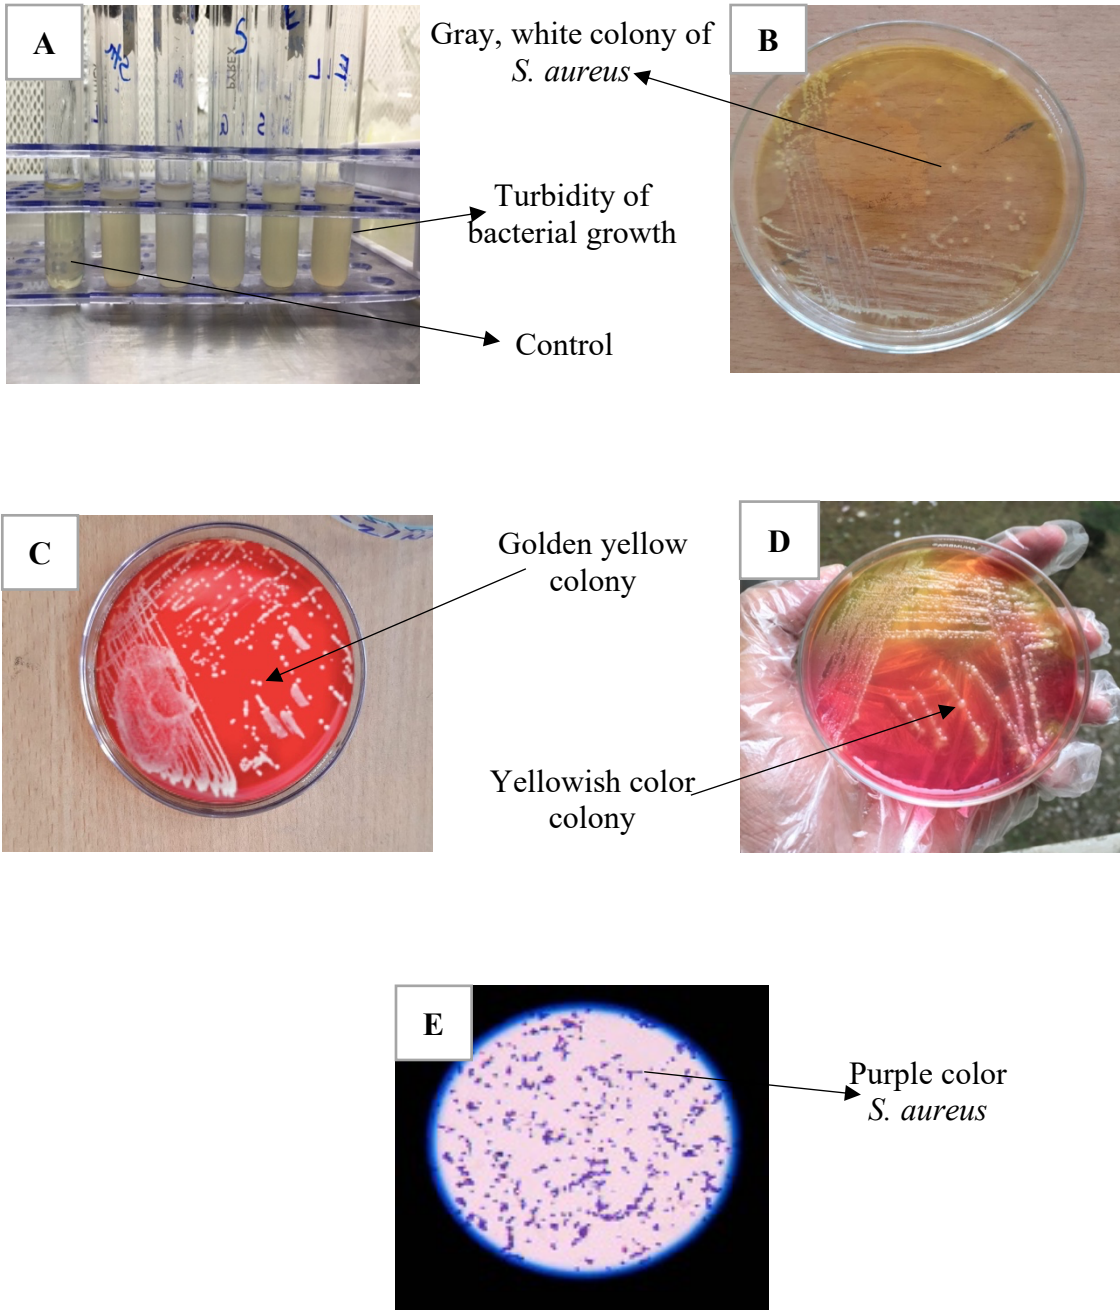 A
Gray, white colony of
S. aureus
B
Turbidity of
bacterial growth
Control
PYREX
C
Golden yellow
colony
D
Yellowish color
colony
E
Purple color
S. aureus